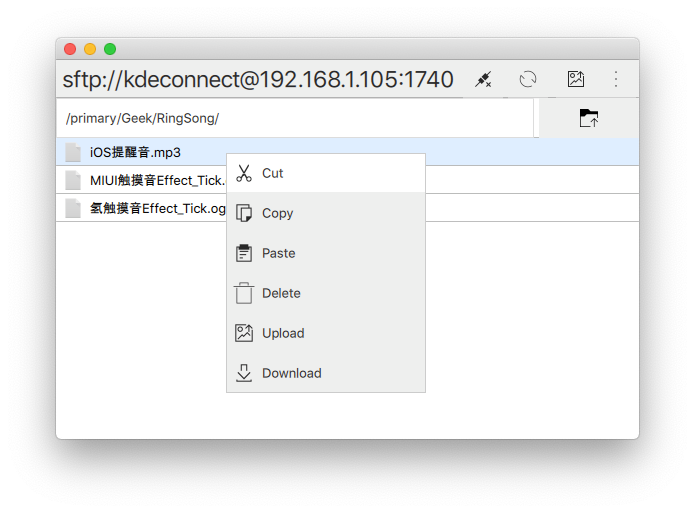 sftp://kdeconnect@192.168.1.105:1740
/primary/Geek/RingSong/
iOS提醒音.mp3
MIUI触摸音Effect_Tick.
氢触摸音Effect_Tick.og
Cut
Copy
Paste
Delete
Upload
Download